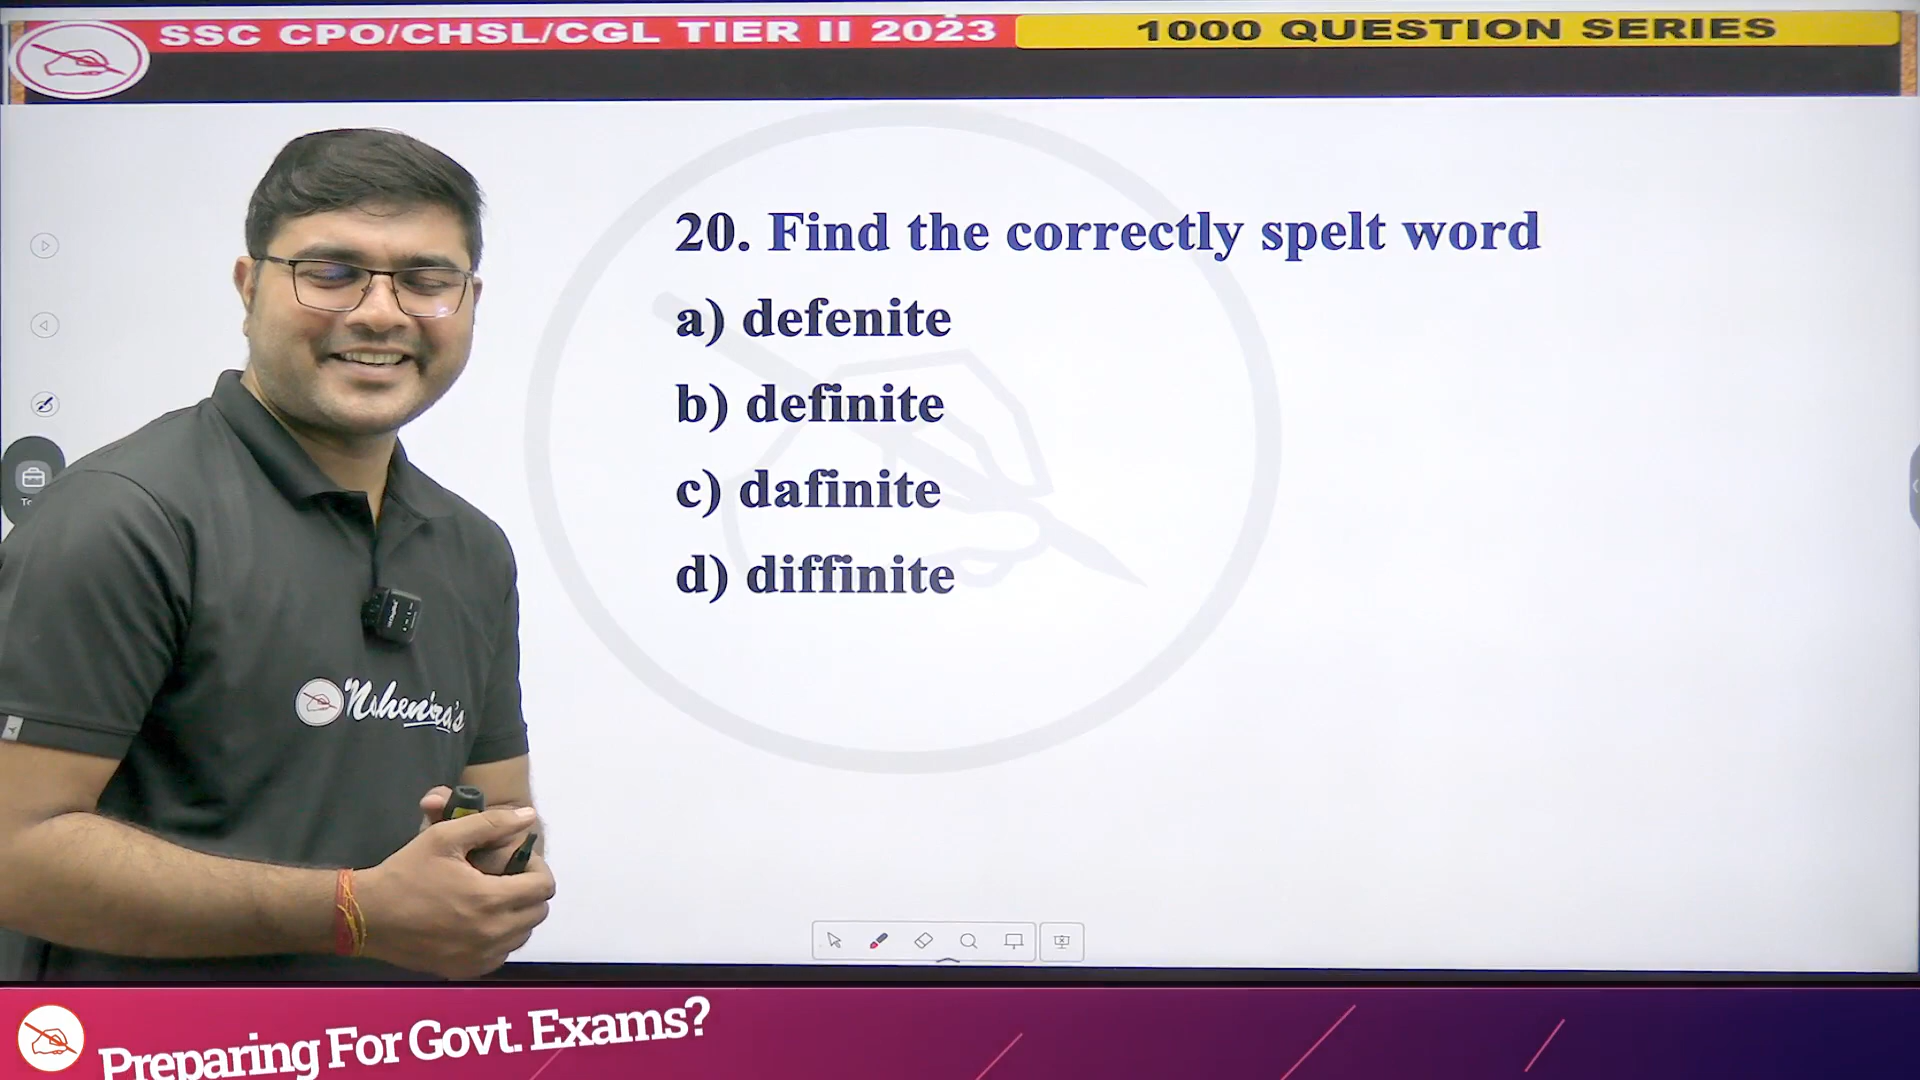 SSC CPO/CHSL/CGL TIER II 2023
1000 QUESTION SERIES
20. Find the correctly spelt word
a) defenite
b) definite
c) dafinite
d) diffinite
Preparing For Govt. Exams?